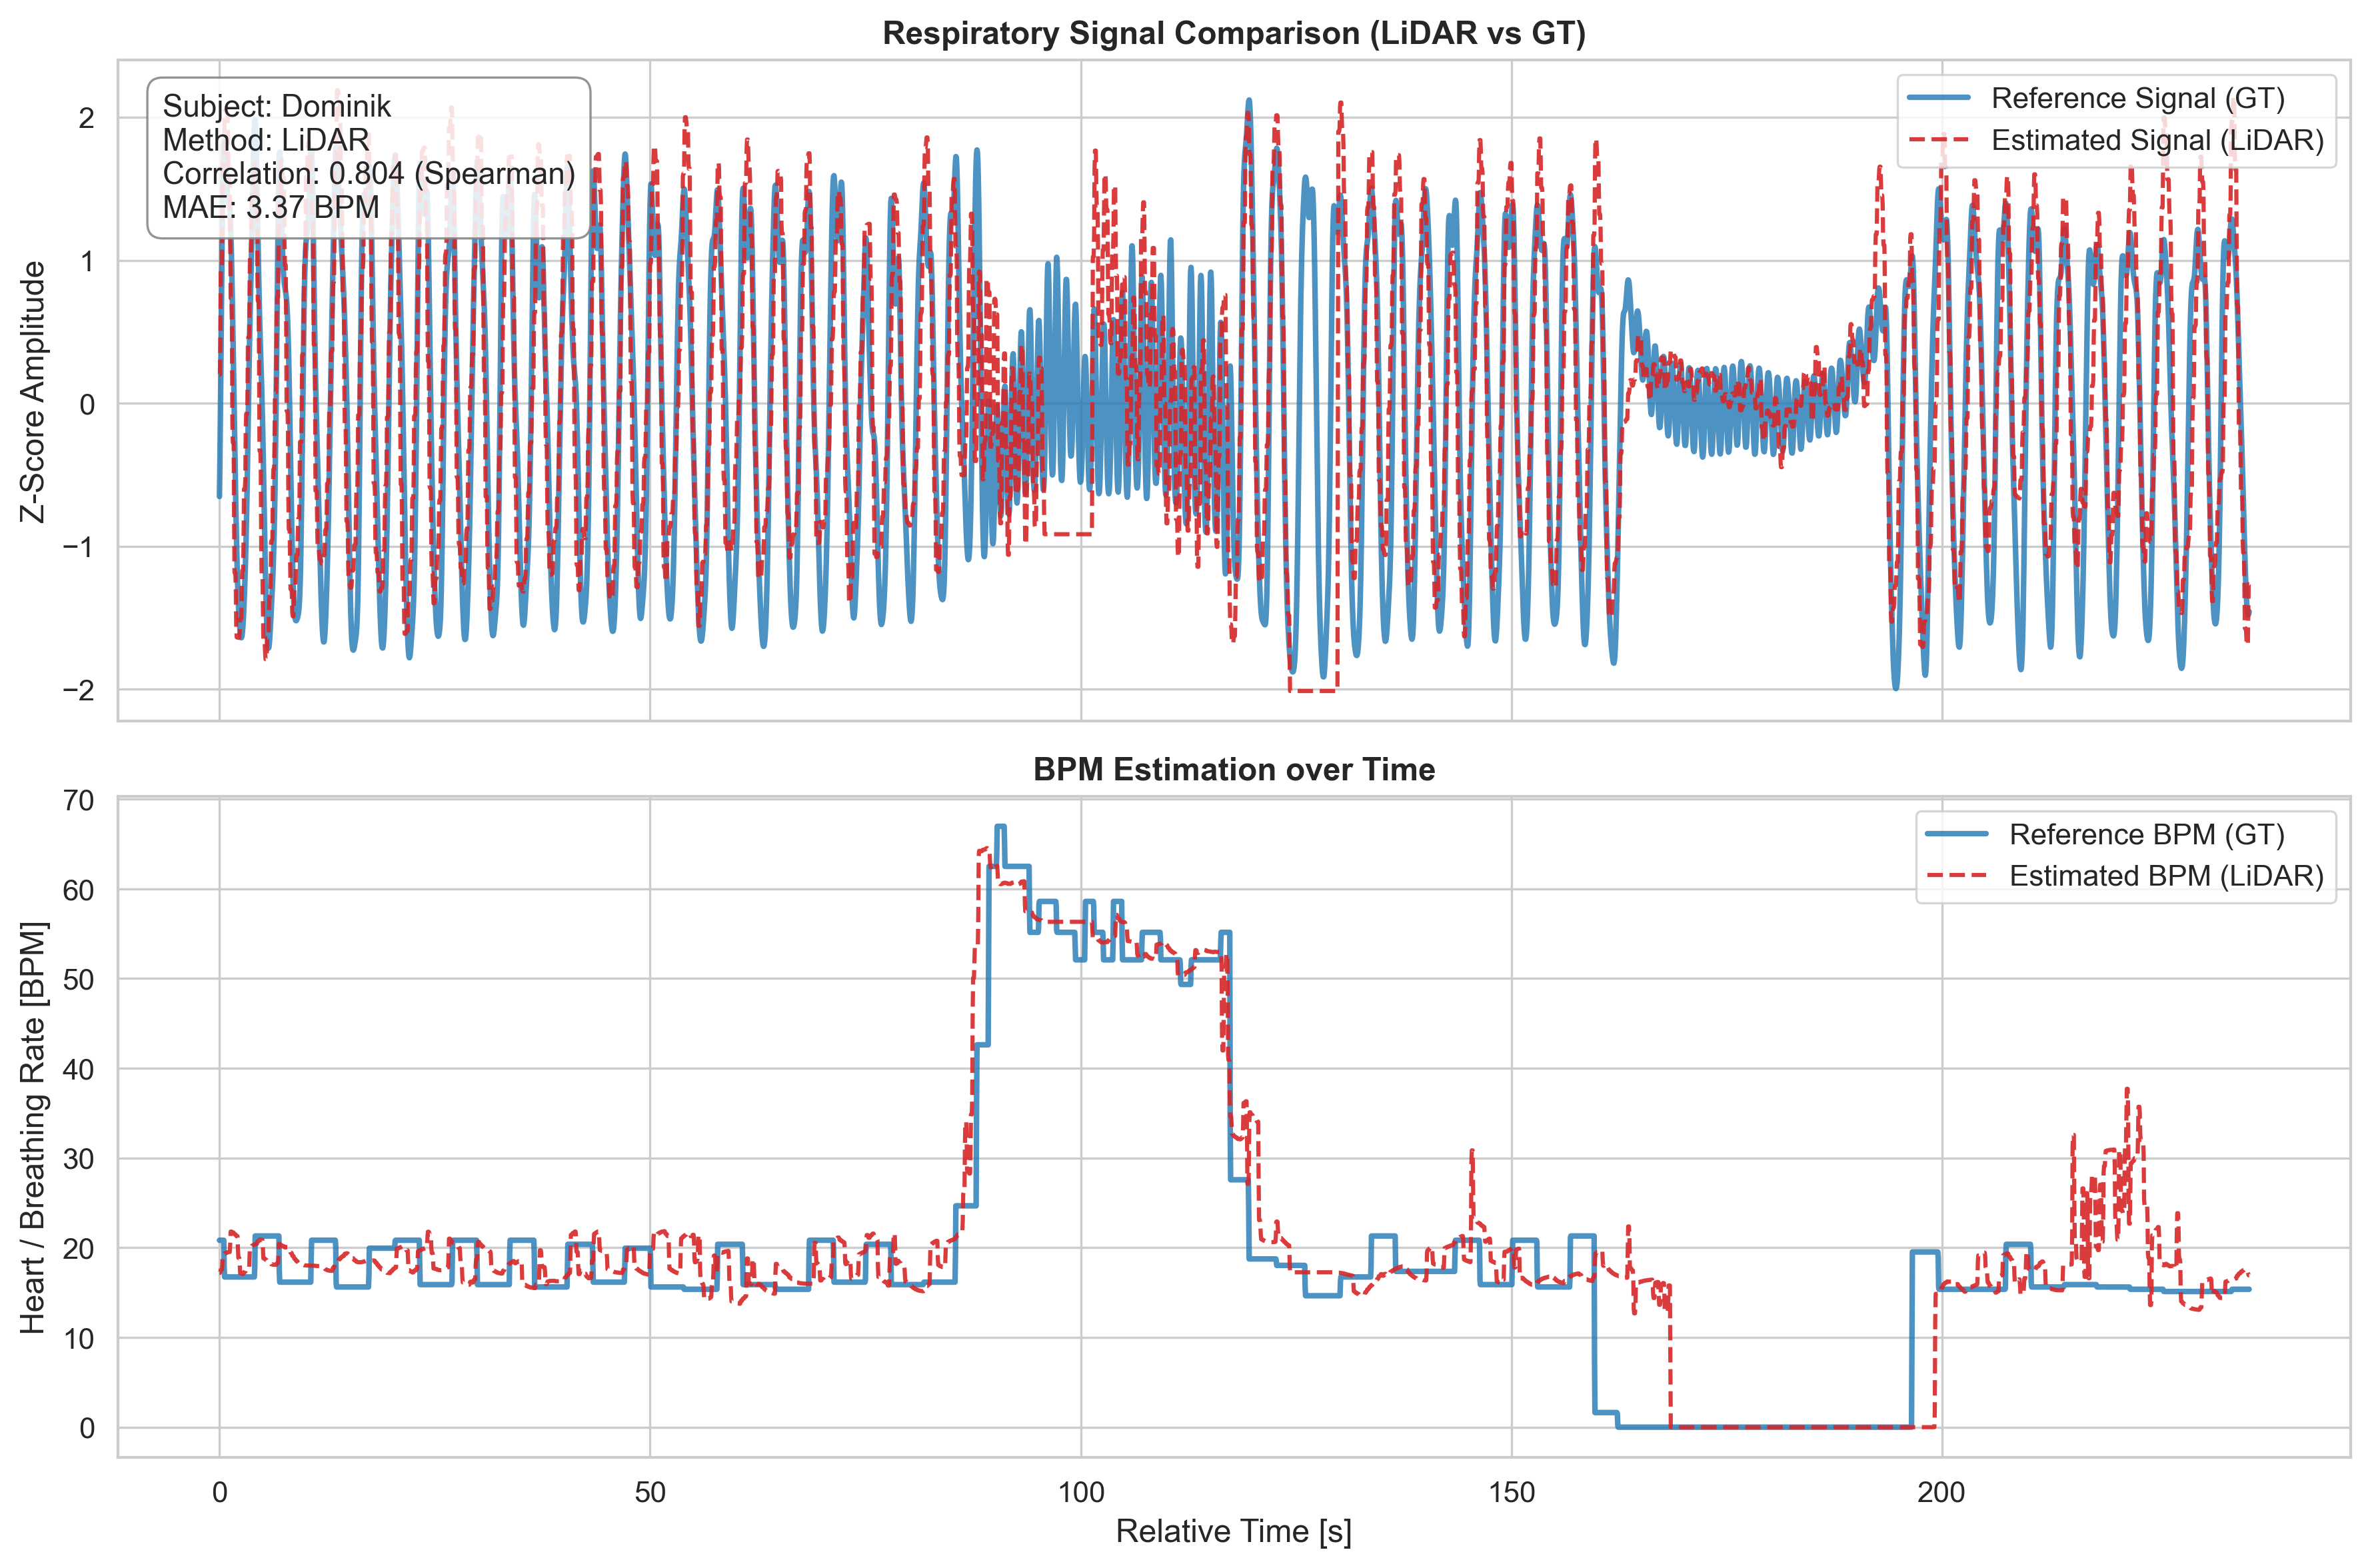 Respiratory Signal Comparison (LiDAR vs GT)
Subject: Dominik
Method: LiDAR
Correlation: 0.804 (Spearman)
MAE: 3.37 BPM
Reference Signal (GT)
Estimated Signal (LiDAR)
Z-Score Amplitude
2
1
0
−1
−2
BPM Estimation over Time
Reference BPM (GT)
Estimated BPM (LiDAR)
Heart / Breathing Rate [BPM]
70
60
50
40
30
20
10
0
0 50 100 150 200
Relative Time [s]